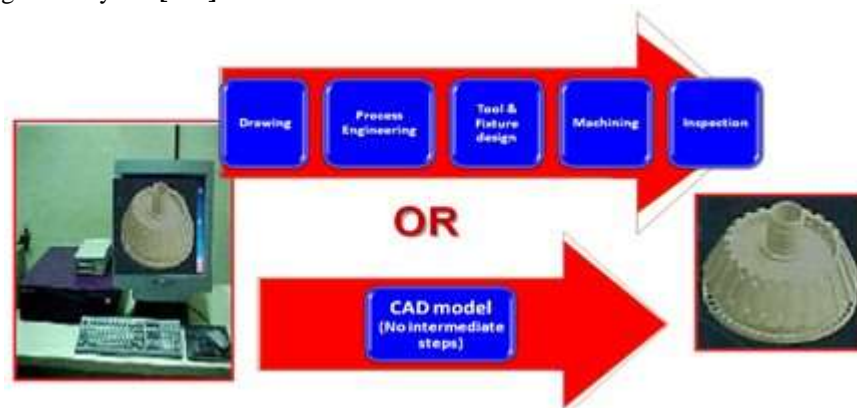 Drawing
Process
Engineering
Tool &
Fixture
design
Machining
Inspection
OR
CAD model
(No intermediate
steps)